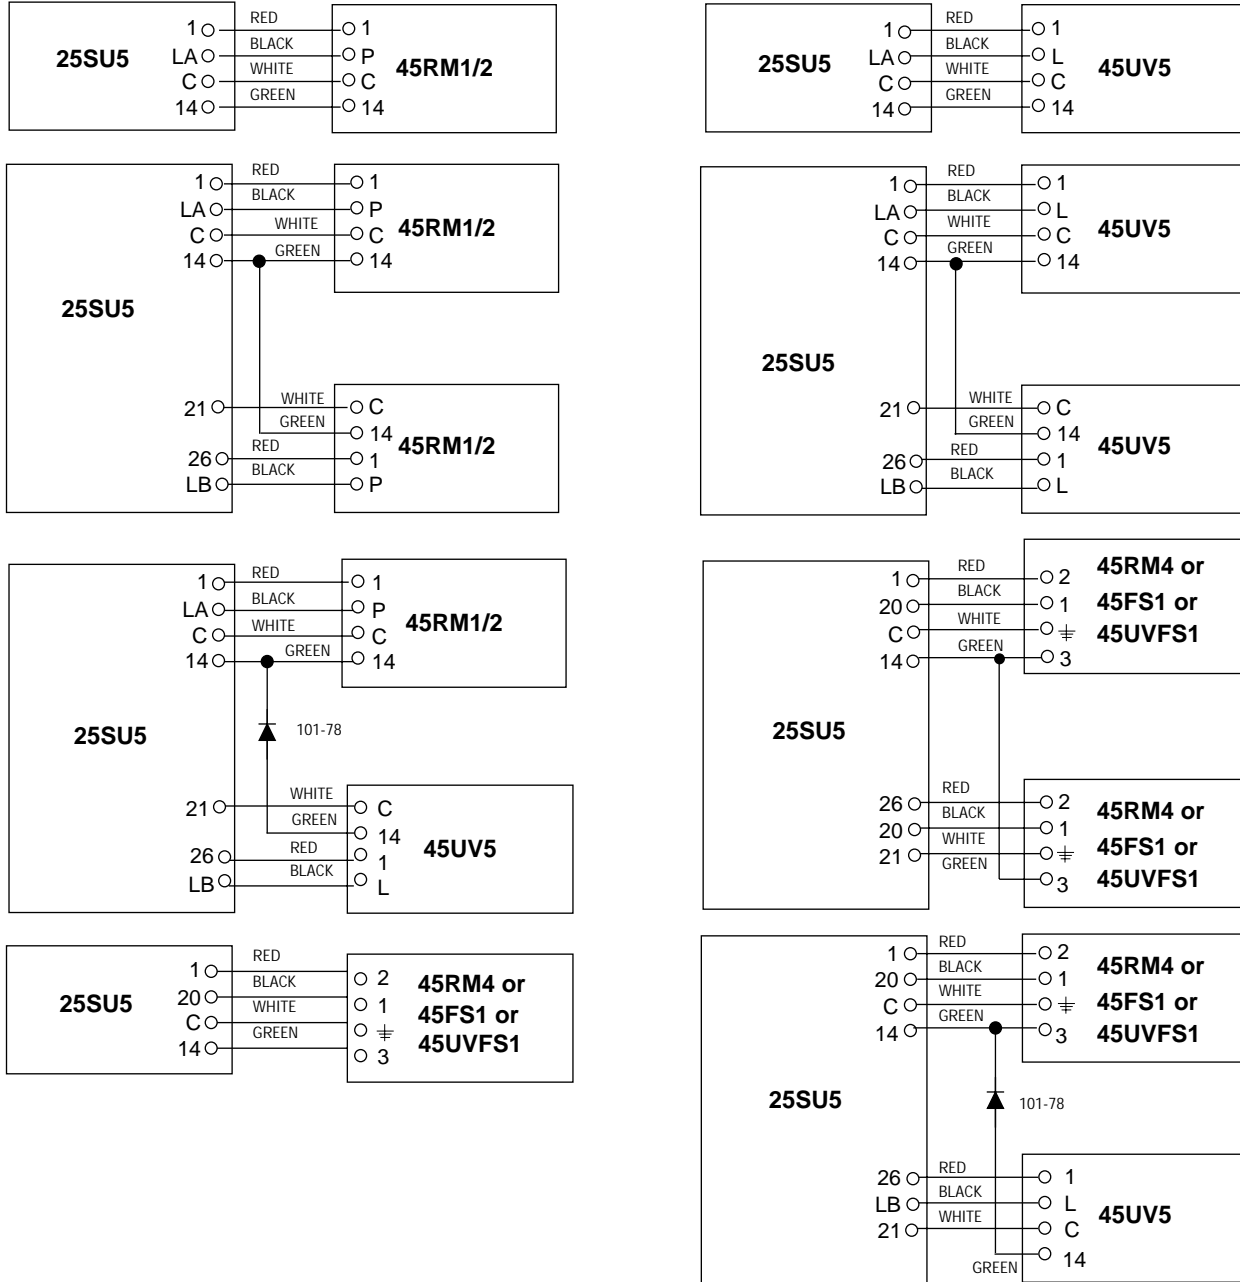 25SU5
1 RED 1
LA BLACK P
C WHITE C
14 GREEN 14
45RM1/2
25SU5
1 RED 1
LA BLACK P
C WHITE C
14 GREEN 14
45RM1/2
21 WHITE C
GREEN 14
26 RED 1
LB BLACK P
45RM1/2
25SU5
1 RED 1
LA BLACK P
C WHITE C
14 GREEN 14
45RM1/2
101-78
21 WHITE C
GREEN 14
26 RED 1
LB BLACK L
45UV5
25SU5
1 RED 2
20 BLACK 1
C WHITE
14 GREEN 3
45RM4 or
45FS1 or
45UVFS1
25SU5
1 RED 1
LA BLACK L
C WHITE C
14 GREEN 14
45UV5
25SU5
1 RED 1
LA BLACK L
C WHITE C
14 GREEN 14
45UV5
21 WHITE C
GREEN 14
26 RED 1
LB BLACK L
45UV5
25SU5
1 RED 2
20 BLACK 1
C WHITE
14 GREEN 3
45RM4 or
45FS1 or
45UVFS1
26 RED 2
20 BLACK 1
21 WHITE
GREEN 3
45RM4 or
45FS1 or
45UVFS1
25SU5
1 RED 2
20 BLACK 1
C WHITE
14 GREEN 3
45RM4 or
45FS1 or
45UVFS1
101-78
26 RED 1
LB BLACK L
21 WHITE C
GREEN 14
45UV5